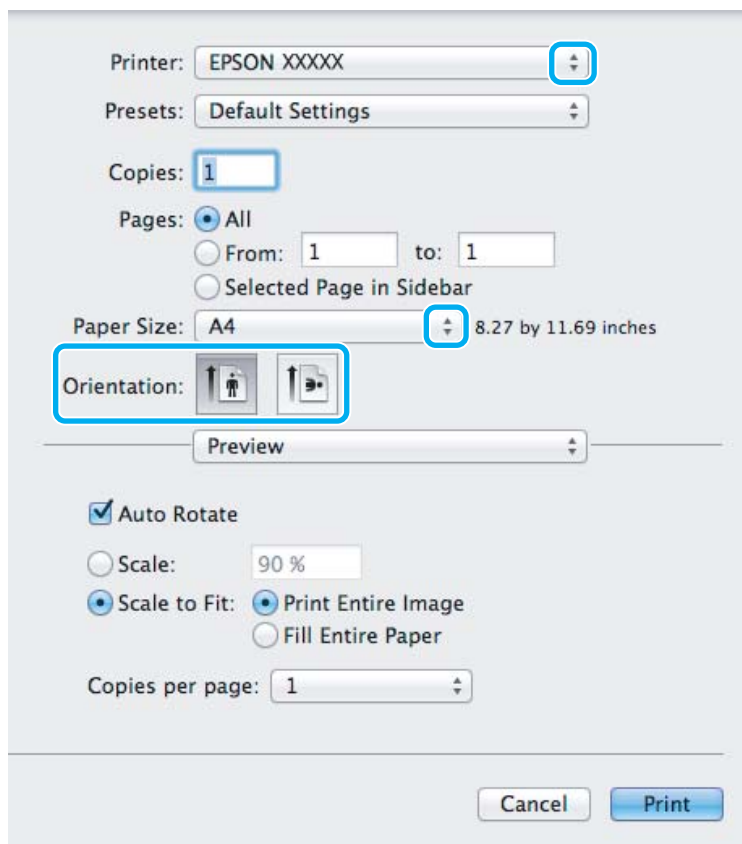 Printer: EPSON XXXXX
Presets: Default Settings
Copies: 1
Pages: All
From: 1 to: 1
Selected Page in Sidebar
Paper Size: A4 8.27 by 11.69 inches
Orientation:
Preview
Auto Rotate
Scale: 90 %
Scale to Fit: Print Entire Image
Fill Entire Paper
Copies per page: 1
Cancel Print